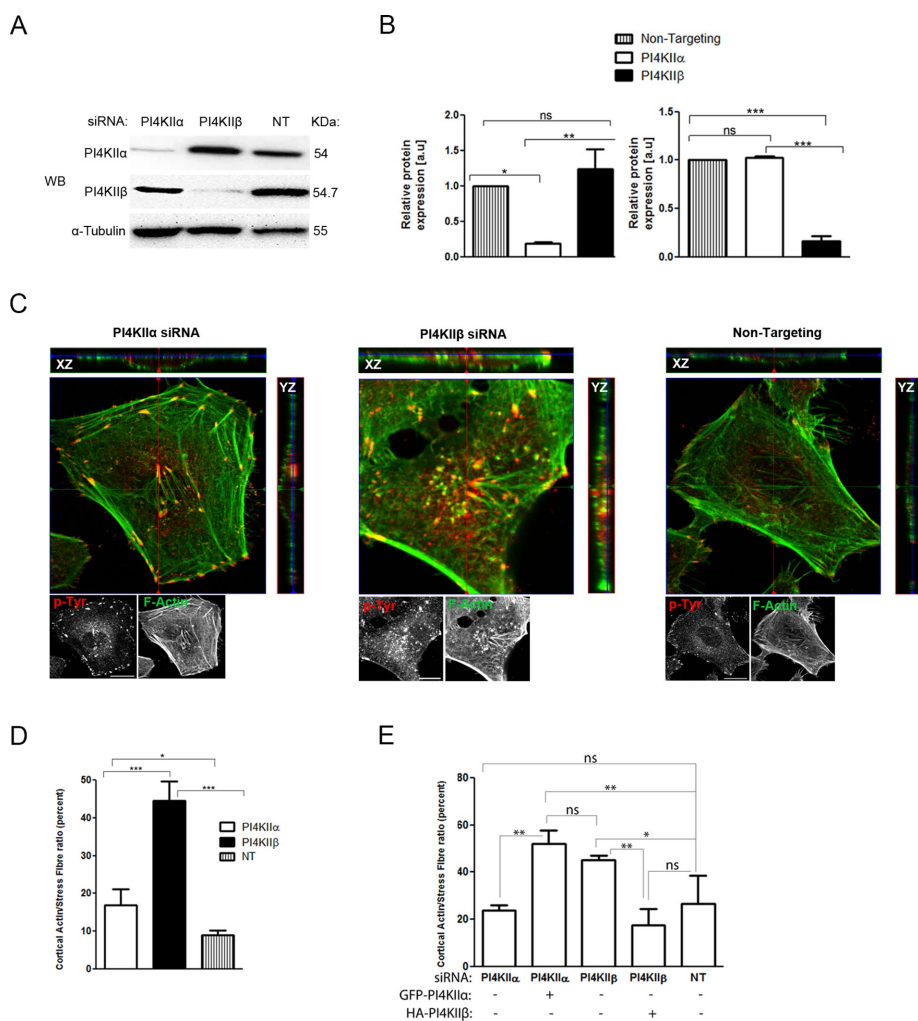 A
siRNA: PI4KIIα PI4KIIβ NT KDa:
WB
PI4KIIα 54
PI4KIIβ 54.7
α-Tubulin 55
B
Non-Targeting
PI4KIIα
PI4KIIβ
Relative protein
expression [a.u]
2.0
1.5
1.0
0.5
0.0
ns
**
*
Relative protein
expression [a.u]
1.5
1.0
0.5
0.0
***
ns
***
C
PI4KIIα siRNA
XZ
YZ
p-Tyr F-Actin
PI4KIIβ siRNA
XZ
YZ
p-Tyr F-Actin
Non-Targeting
XZ
YZ
p-Tyr F-Actin
D
Cortical Actin/Stress Fibre ratio (percent)
50
40
30
20
10
0
*
***
***
PI4KIIα
PI4KIIβ
NT
E
Cortical Actin/Stress Fibre ratio (percent)
80
60
40
20
0
ns
**
ns
**
*
**
ns
siRNA: PI4KIIα PI4KIIα PI4KIIβ PI4KIIβ NT
GFP-PI4KIIα: - + - - -
HA-PI4KIIβ: - - - + -